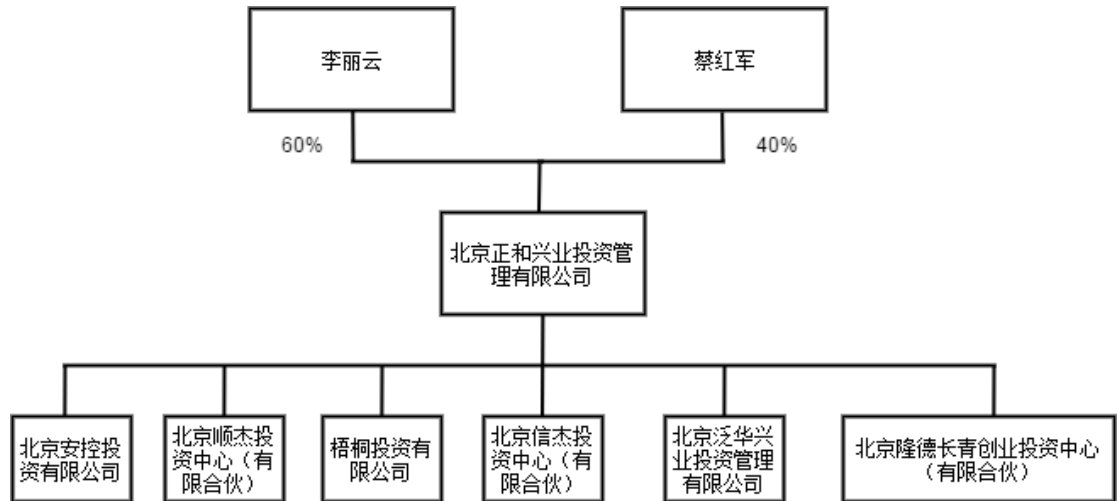 李丽云
蔡红军
60%
40%
北京正和兴业投资管
理有限公司
北京安控投
资有限公司
北京顺杰投
资中心（有
限合伙）
梧桐投资有
限公司
北京信杰投
资中心（有
限合伙）
北京泛华兴
业投资管理
有限公司
北京隆德长青创业投资中心
（有限合伙）